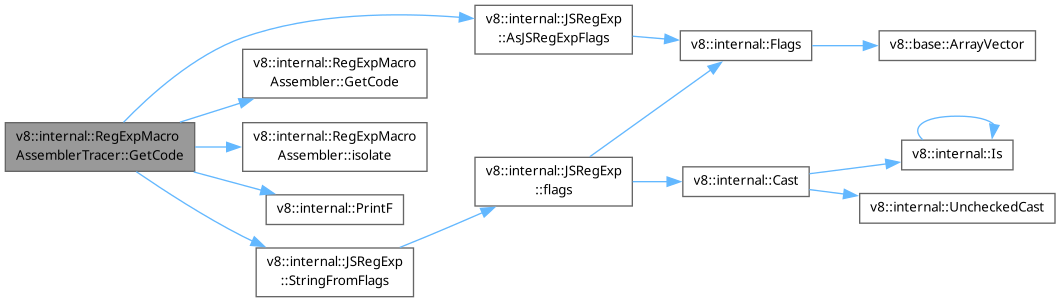 v8::internal::RegExpMacro
AssemblerTracer::GetCode
v8::internal::JSRegExp
::AsJSRegExpFlags
v8::internal::RegExpMacro
Assembler::GetCode
v8::internal::RegExpMacro
Assembler::isolate
v8::internal::PrintF
v8::internal::JSRegExp
::StringFromFlags
v8::internal::JSRegExp
::flags
v8::internal::Flags
v8::internal::Cast
v8::base::ArrayVector
v8::internal::Is
v8::internal::UncheckedCast